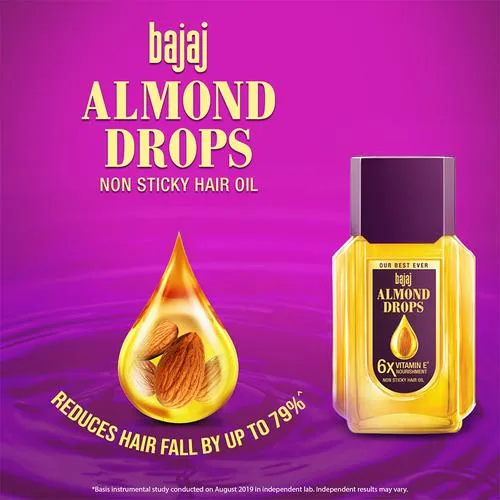 bajaj
ALMOND
DROPS
NON STICKY HAIR OIL
OUR BEST EVER
bajaj
ALMOND
DROPS
6X VITAMIN E*
NOURISHMENT
NON STICKY HAIR OIL
REDUCES HAIR FALL BY UP TO 79%^
*Basis instrumental study conducted on August 2019 in independent lab. Independent results may vary.